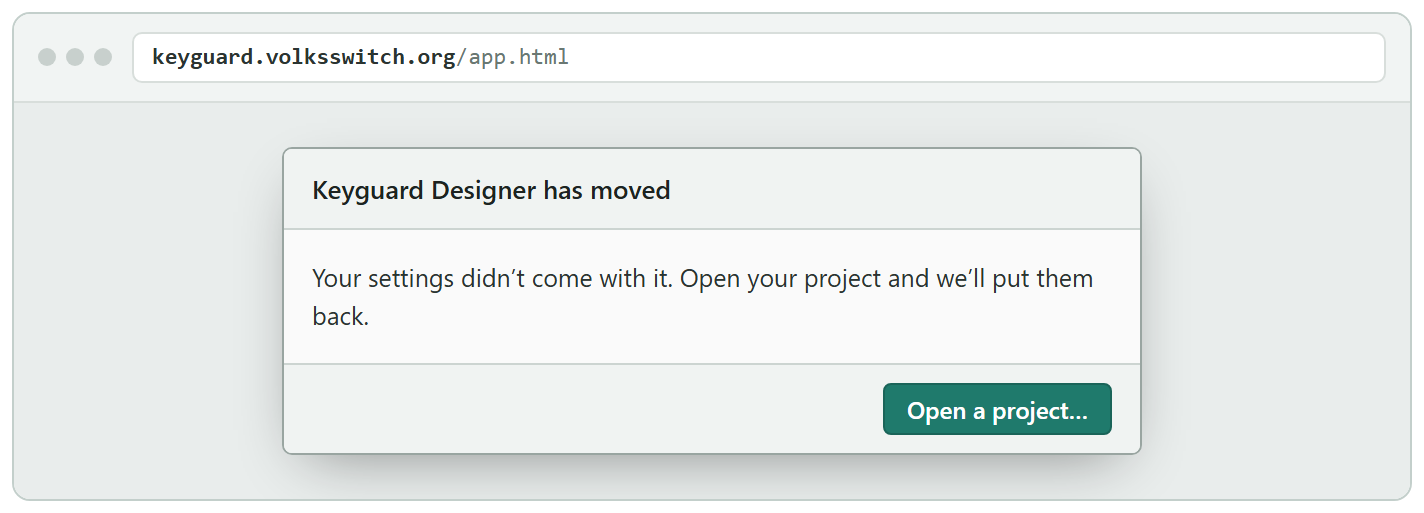 keyguard.volksswitch.org/app.html
Keyguard Designer has moved
Your settings didn’t come with it. Open your project and we’ll put them
back.
Open a project…